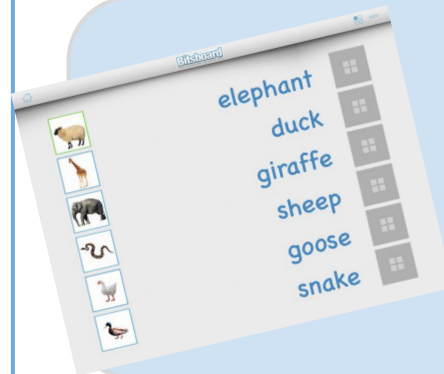 Bitsboard
elephant
duck
giraffe
sheep
goose
snake